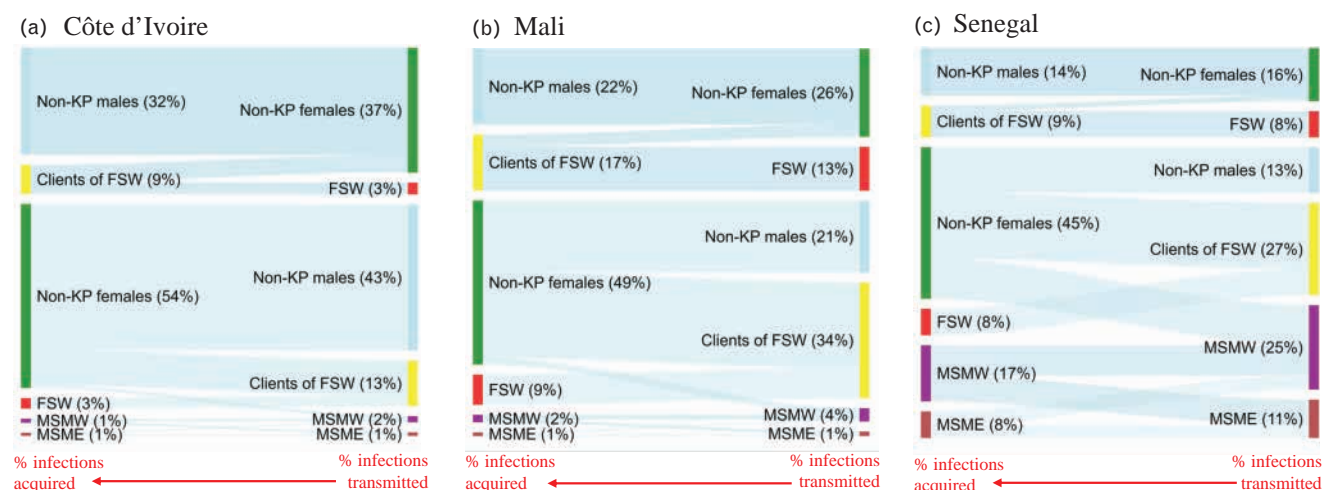 (a) Côte d'Ivoire
Non-KP males (32%)
Non-KP females (37%)
Clients of FSW (9%)
FSW (3%)
Non-KP males (43%)
Non-KP females (54%)
Clients of FSW (13%)
FSW (3%)
MSMW (1%)
MSMW (2%)
MSME (1%)
MSME (1%)
% infections
acquired
% infections
transmitted
(b) Mali
Non-KP males (22%)
Non-KP females (26%)
Clients of FSW (17%)
FSW (13%)
Non-KP males (21%)
Non-KP females (49%)
Clients of FSW (34%)
FSW (9%)
MSMW (2%)
MSMW (4%)
MSME (1%)
MSME (1%)
% infections
acquired
% infections
transmitted
(c) Senegal
Non-KP males (14%)
Non-KP females (16%)
Clients of FSW (9%)
FSW (8%)
Non-KP males (13%)
Non-KP females (45%)
Clients of FSW (27%)
FSW (8%)
MSMW (25%)
MSMW (17%)
MSME (11%)
MSME (8%)
% infections
acquired
% infections
transmitted